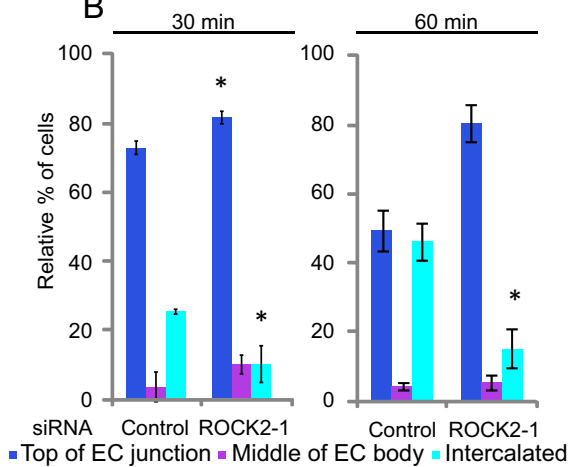 B
30 min
60 min
Relative % of cells
100
80
60
40
20
0
*
*
100
80
60
40
20
0
*
siRNA Control ROCK2-1 Control ROCK2-1
Top of EC junction Middle of EC body Intercalated